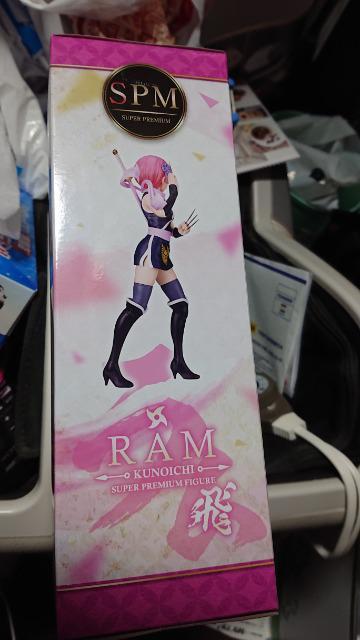 SPM
SUPER PREMIUM
RAM
KUNOICHI
SUPER PREMIUM FIGURE
飛